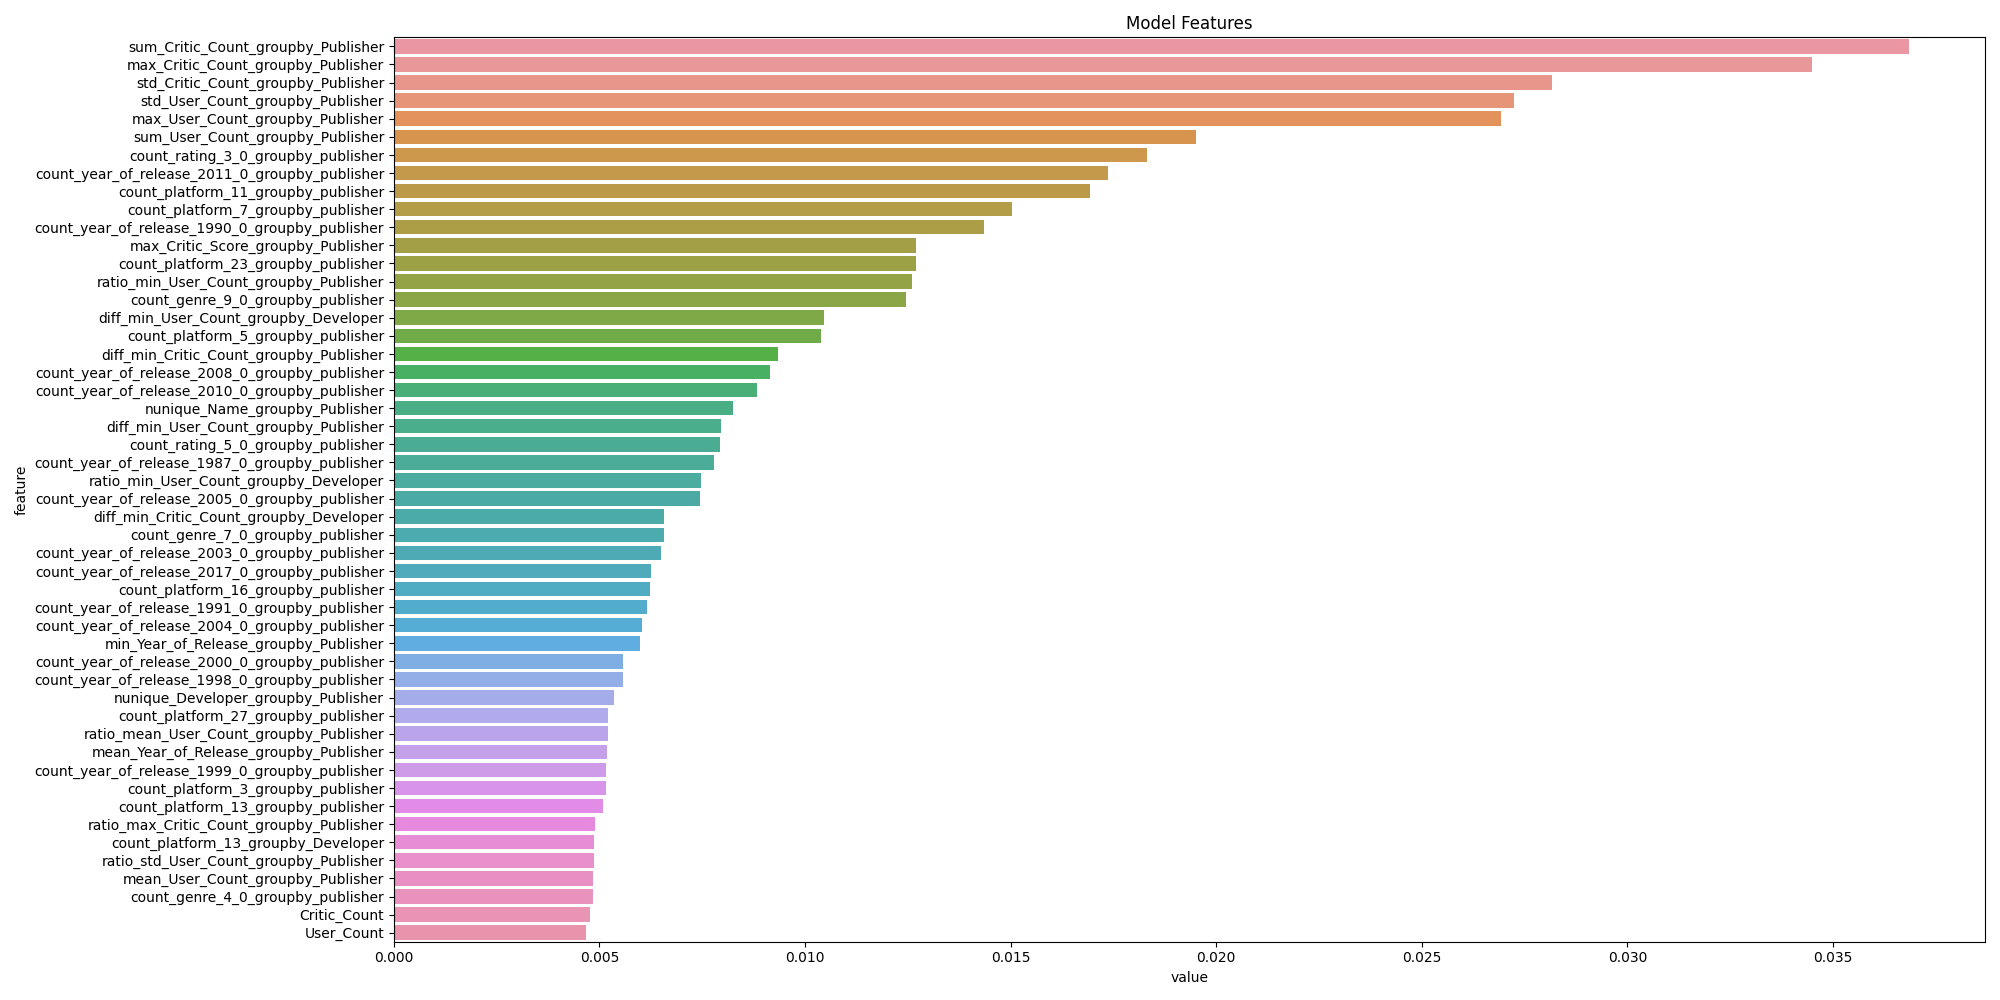 Model Features
sum_Critic_Count_groupby_Publisher
max_Critic_Count_groupby_Publisher
std_Critic_Count_groupby_Publisher
std_User_Count_groupby_Publisher
max_User_Count_groupby_Publisher
sum_User_Count_groupby_Publisher
count_rating_3_0_groupby_publisher
count_year_of_release_2011_0_groupby_publisher
count_platform_11_groupby_publisher
count_platform_7_groupby_publisher
count_year_of_release_1990_0_groupby_publisher
max_Critic_Score_groupby_Publisher
count_platform_23_groupby_publisher
ratio_min_User_Count_groupby_Publisher
count_genre_9_0_groupby_publisher
diff_min_User_Count_groupby_Developer
count_platform_5_groupby_publisher
diff_min_Critic_Count_groupby_Publisher
count_year_of_release_2008_0_groupby_publisher
count_year_of_release_2010_0_groupby_publisher
nunique_Name_groupby_Publisher
diff_min_User_Count_groupby_Publisher
count_rating_5_0_groupby_publisher
count_year_of_release_1987_0_groupby_publisher
ratio_min_User_Count_groupby_Developer
count_year_of_release_2005_0_groupby_publisher
diff_min_Critic_Count_groupby_Developer
count_genre_7_0_groupby_publisher
count_year_of_release_2003_0_groupby_publisher
count_year_of_release_2017_0_groupby_publisher
count_platform_16_groupby_publisher
count_year_of_release_1991_0_groupby_publisher
count_year_of_release_2004_0_groupby_publisher
min_Year_of_Release_groupby_Publisher
count_year_of_release_2000_0_groupby_publisher
count_year_of_release_1998_0_groupby_publisher
nunique_Developer_groupby_Publisher
count_platform_27_groupby_publisher
ratio_mean_User_Count_groupby_Publisher
mean_Year_of_Release_groupby_Publisher
count_year_of_release_1999_0_groupby_publisher
count_platform_3_groupby_publisher
count_platform_13_groupby_publisher
ratio_max_Critic_Count_groupby_Publisher
count_platform_13_groupby_Developer
ratio_std_User_Count_groupby_Publisher
mean_User_Count_groupby_Publisher
count_genre_4_0_groupby_publisher
Critic_Count
User_Count
feature
0.000 0.005 0.010 0.015 0.020 0.025 0.030 0.035
value